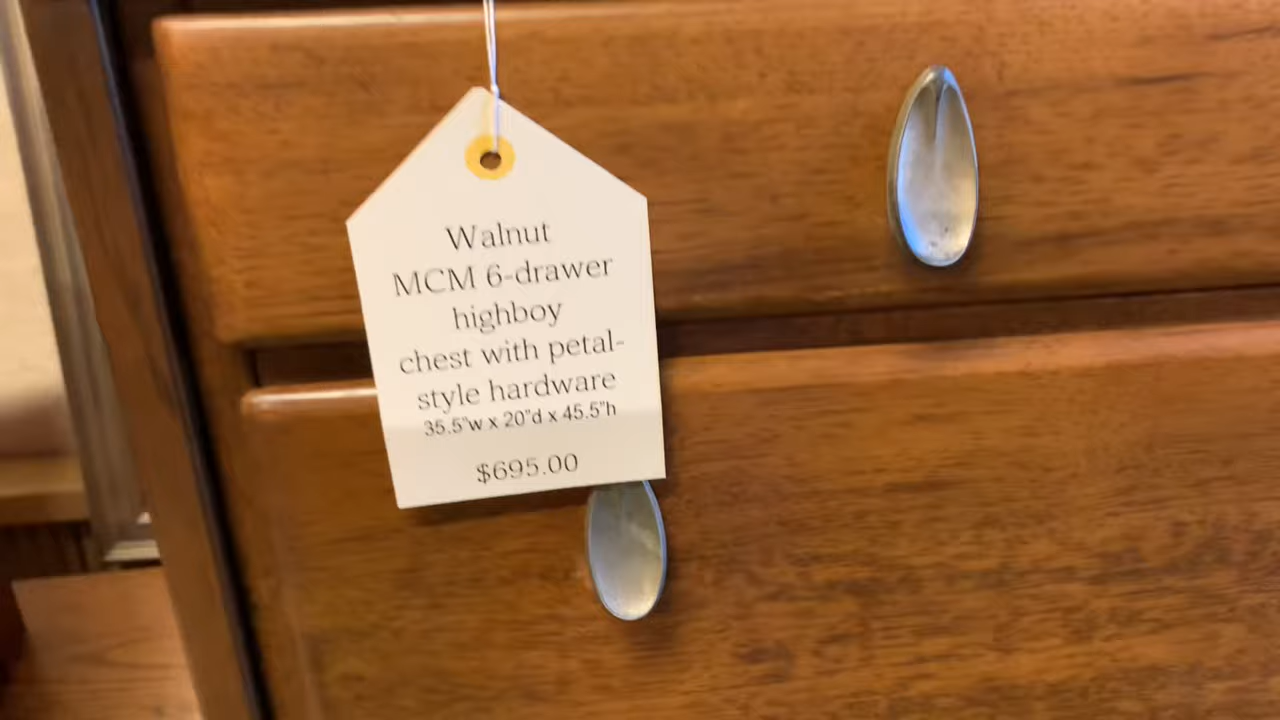 Walnut
MCM 6-drawer
highboy
chest with petal-
style hardware
35.5"w x 20"d x 45.5"h
$695.00